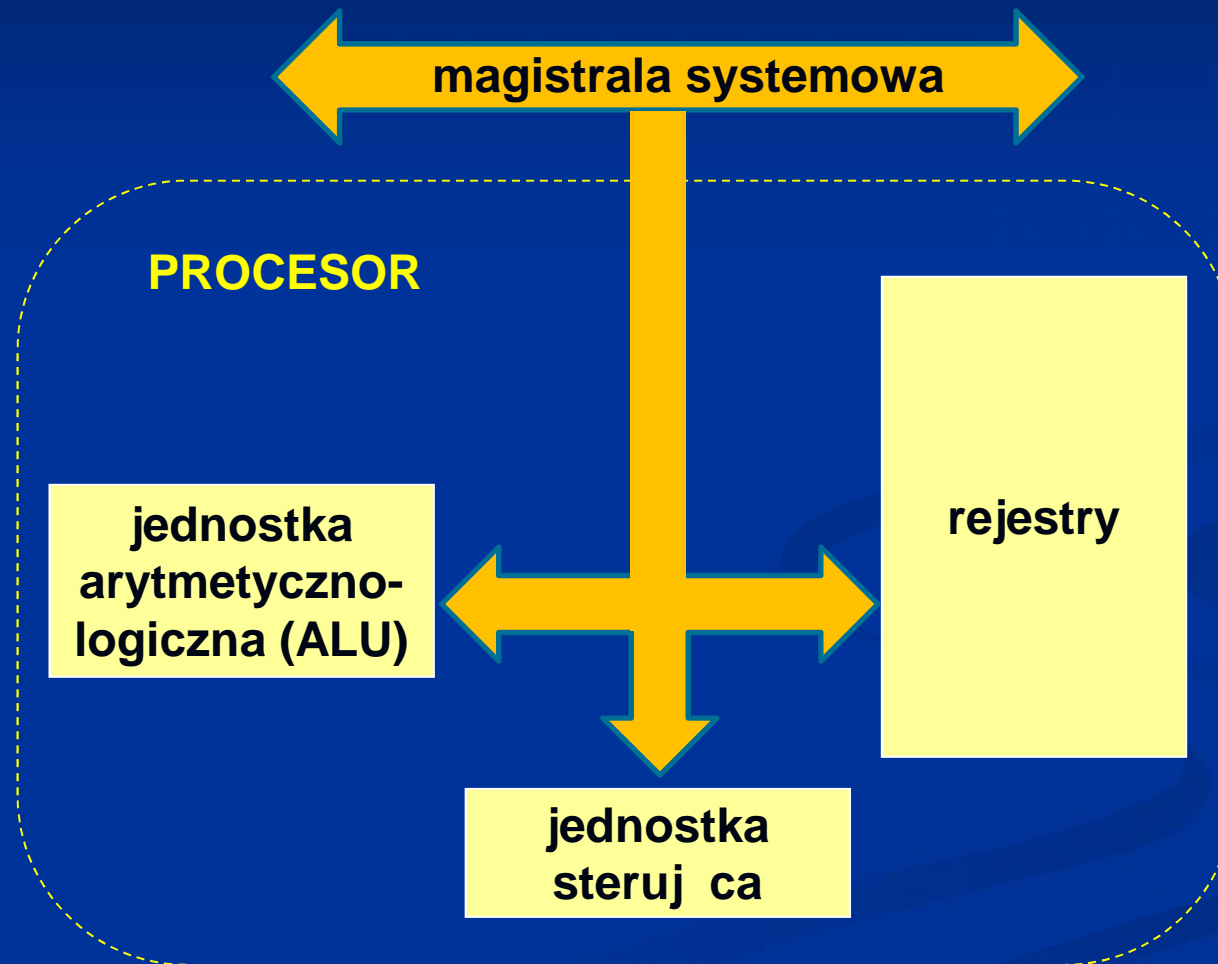 magistrala systemowa
PROCESOR
jednostka
arytmetyczno-
logiczna (ALU)
rejestry
jednostka
steruj ca